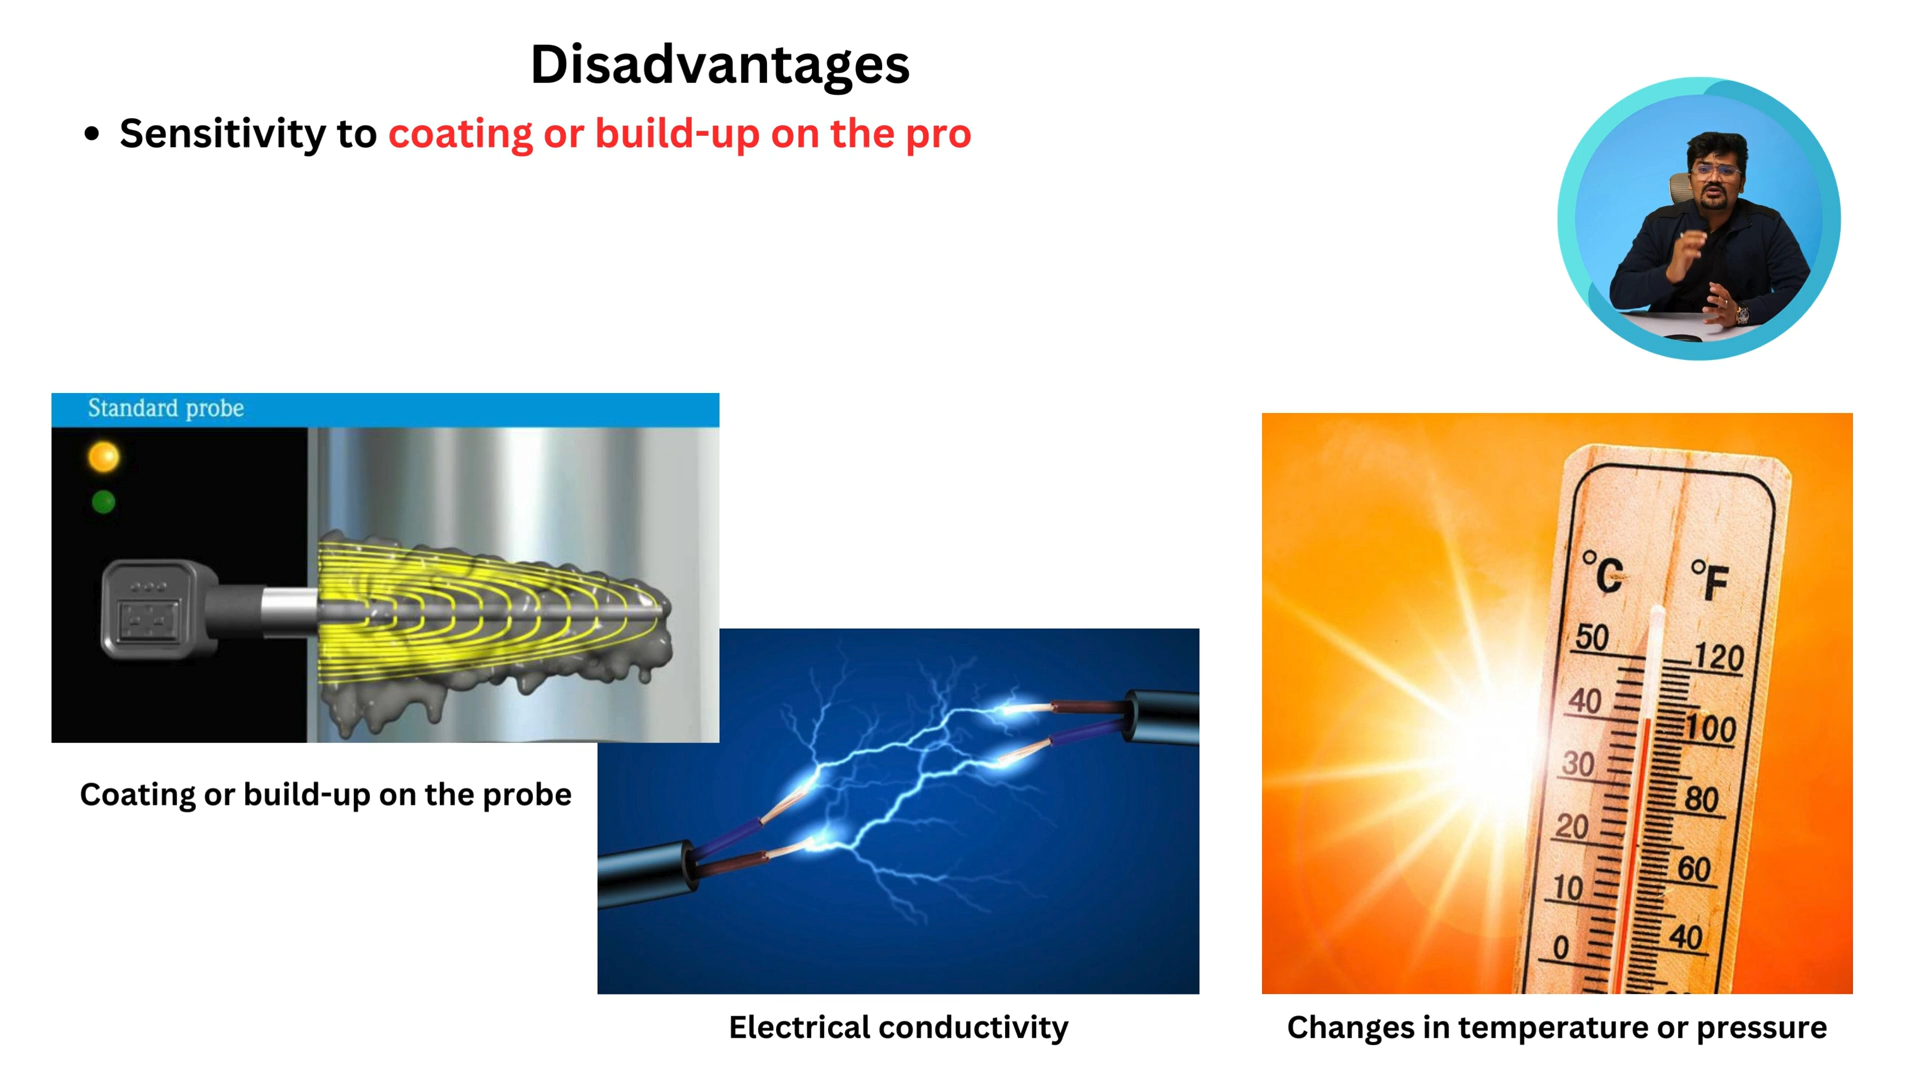 Disadvantages
• Sensitivity to coating or build-up on the pro
Standard probe
Coating or build-up on the probe
°C °F
50 120
40 100
30 80
20 60
10 40
0
Electrical conductivity
Changes in temperature or pressure